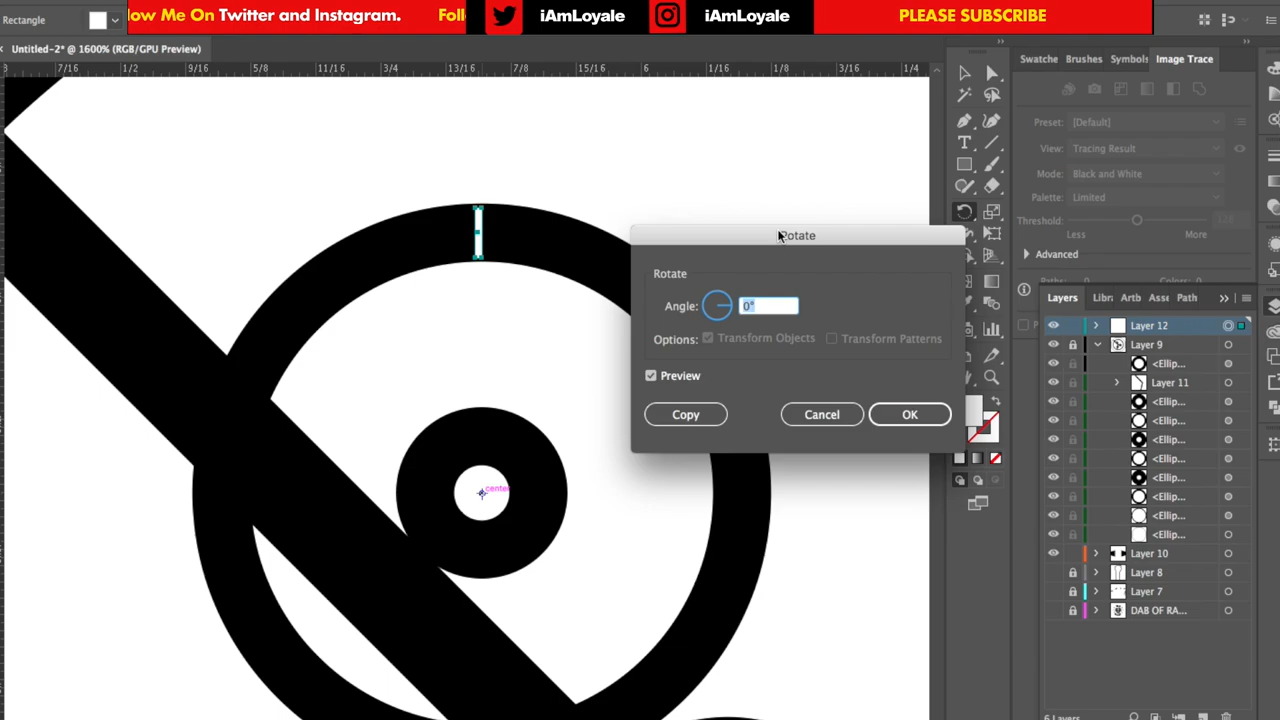 llow Me On Twitter and Instagram.
Foll
iAmLoyale
iAmLoyale
PLEASE SUBSCRIBE
Rectangle
Untitled-2* @ 1600% (RGB/GPU Preview)
7/16 1/2 9/16 5/8 11/16 3/4 13/16 7/8 15/16 6 1/16 1/8 3/16 1/4
Swatche Brushes Symbols Image Trace
Preset: [Default]
View: Tracing Result
Mode: Black and White
Palette: Limited
Threshold: 128
Less More
Advanced
Rotate
Rotate
Angle: 0°
Options: Transform Objects Transform Patterns
Preview
Copy Cancel OK
center
Layers Libr Artb Asse Path
Layer 12
Layer 9
<Ellip...
Layer 11
<Ellip...
<Ellip...
<Ellip...
<Ellip...
<Ellip...
<Ellip...
<Ellip...
<Ellip...
Layer 10
Layer 8
Layer 7
DAB OF RA...
6 Layers